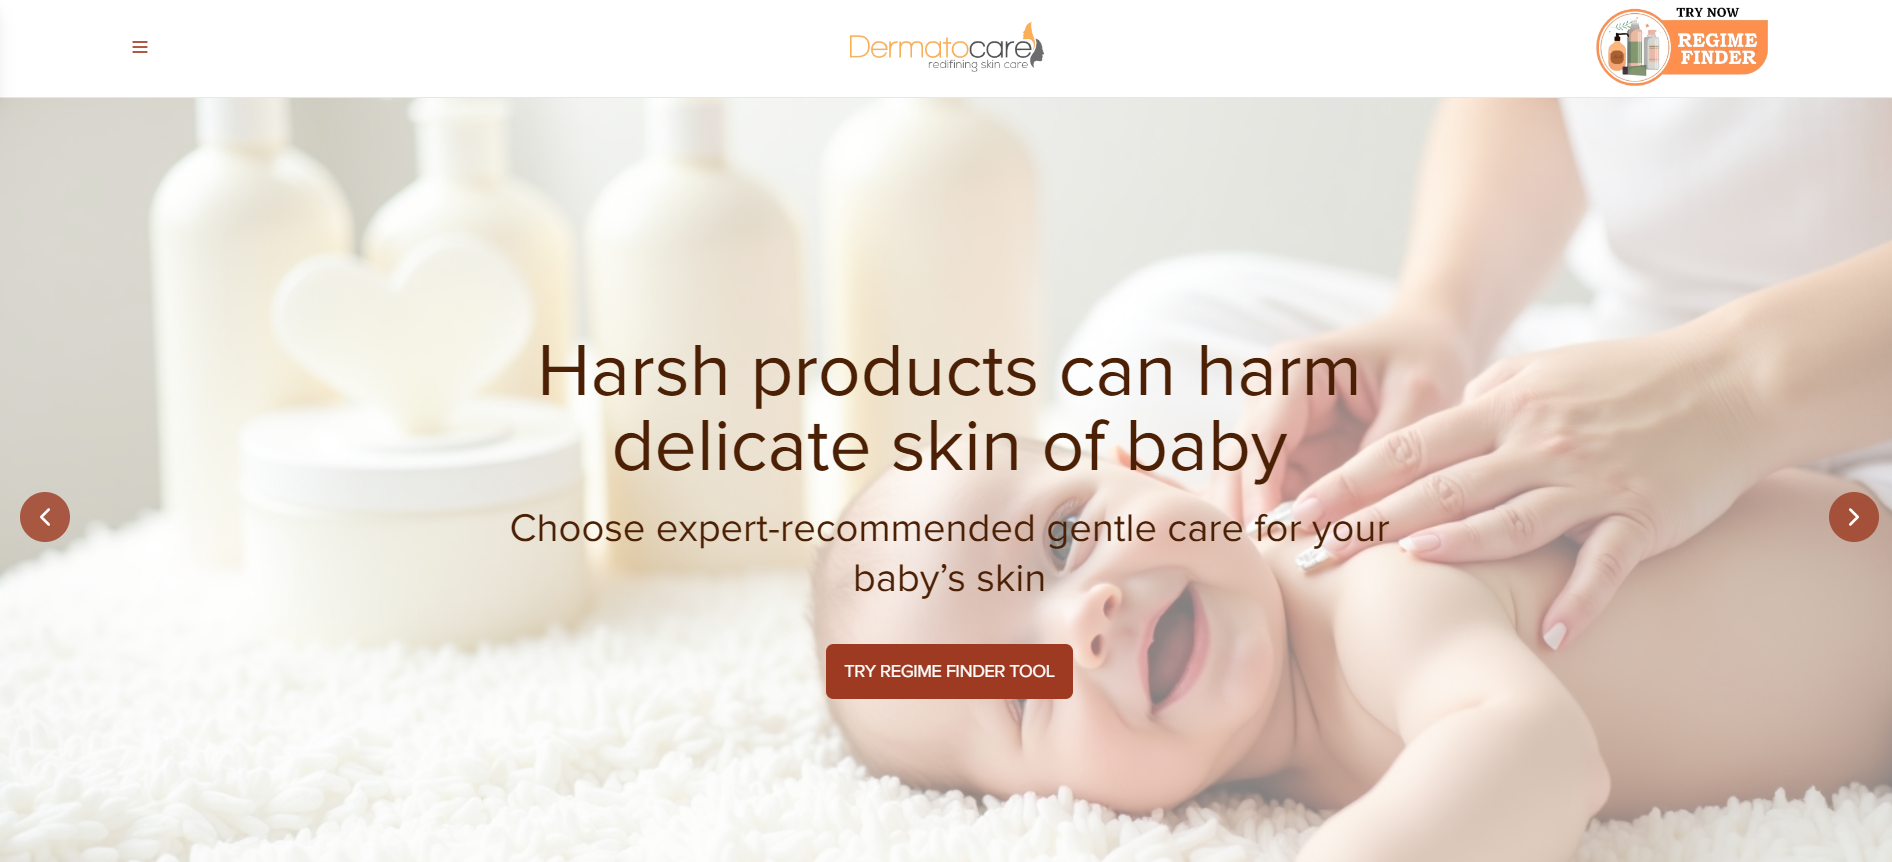 Dermatocare
redifining skin care
TRY NOW
REGIME
FINDER
Harsh products can harm
delicate skin of baby
Choose expert-recommended gentle care for your
baby’s skin
TRY REGIME FINDER TOOL